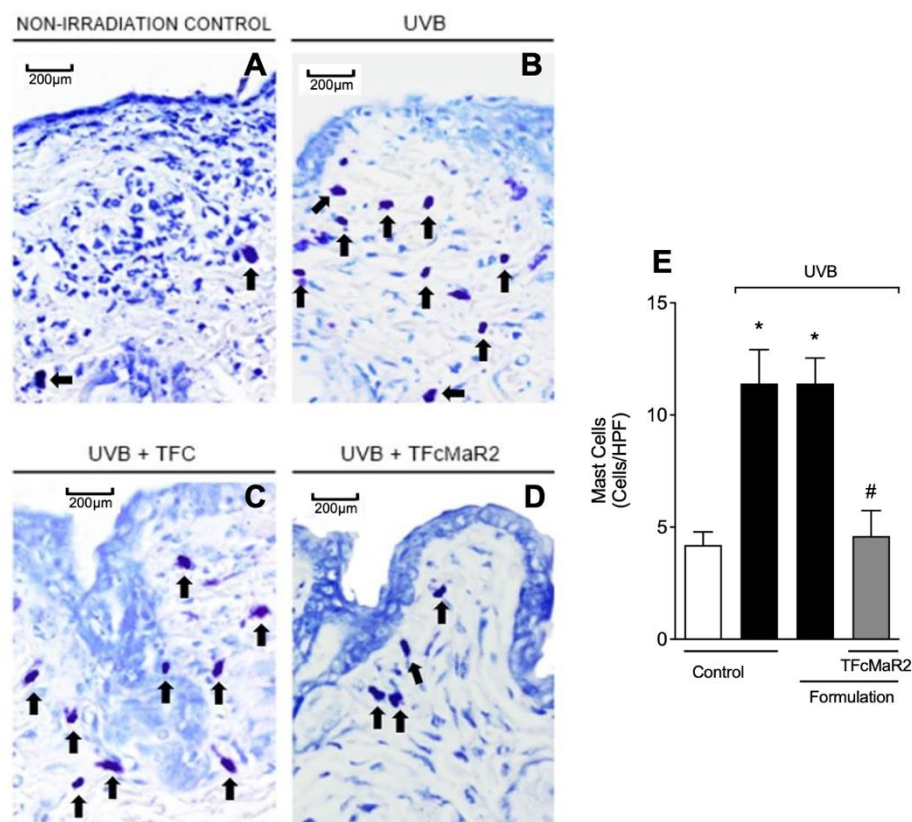 NON-IRRADIATION CONTROL
UVB
A
200µm
B
200µm
UVB + TFC
UVB + TFcMaR2
C
200µm
D
200µm
E
UVB
15
10
5
0
Mast Cells
(Cells/HPF)
*
*
#
Control
TFcMaR2
Formulation